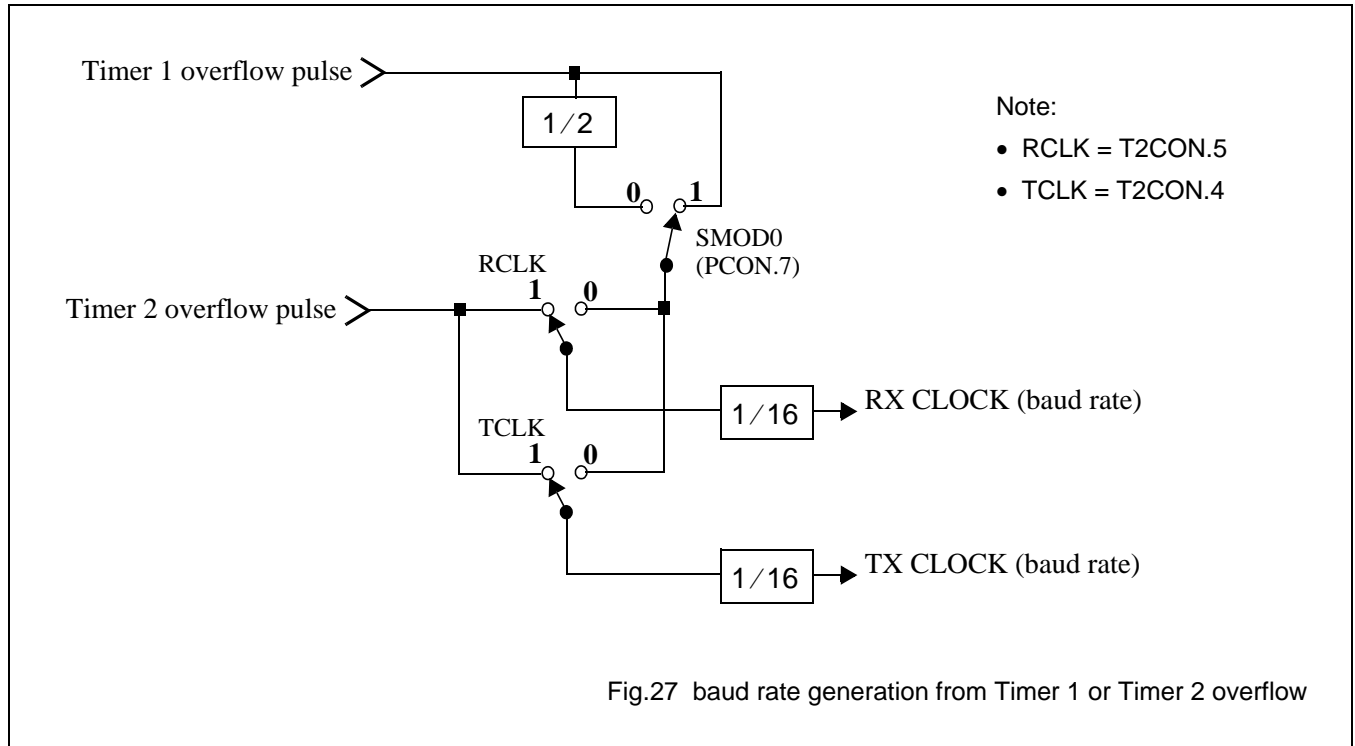 Timer 1 overflow pulse
1/2
Note:
• RCLK = T2CON.5
• TCLK = T2CON.4
0 1
SMOD0
(PCON.7)
RCLK
1 0
Timer 2 overflow pulse
1/16
RX CLOCK (baud rate)
TCLK
1 0
1/16
TX CLOCK (baud rate)
Fig.27 baud rate generation from Timer 1 or Timer 2 overflow